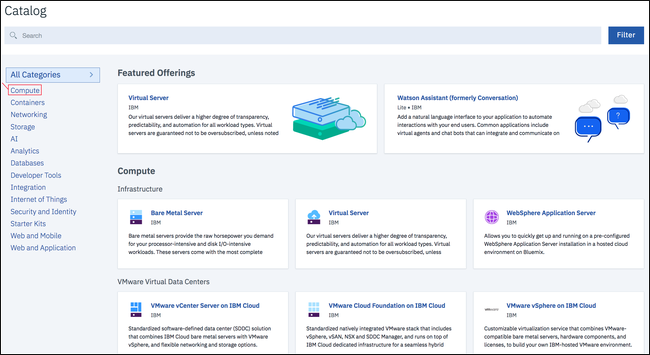 Catalog
Search
Filter
All Categories
Compute
Containers
Networking
Storage
AI
Analytics
Databases
Developer Tools
Integration
Internet of Things
Security and Identity
Starter Kits
Web and Mobile
Web and Application
Featured Offerings
Virtual Server
IBM
Our virtual servers deliver a higher degree of transparency,
predictability, and automation for all workload types. Virtual
servers are guaranteed not to be oversubscribed, unless noted
Watson Assistant (formerly Conversation)
Lite • IBM
Add a natural language interface to your application to automate
interactions with your end users. Common applications include
virtual agents and chat bots that can integrate and communicate on
Compute
Infrastructure
Bare Metal Server
IBM
Bare metal servers provide the raw horsepower you demand
for your processor-intensive and disk I/O-intensive
workloads. These servers come with the most complete
Virtual Server
IBM
Our virtual servers deliver a higher degree of transparency,
predictability, and automation for all workload types.
Virtual servers are guaranteed not to be oversubscribed, unless
WebSphere Application Server
IBM
Allows you to quickly get up and running on a pre-configured
WebSphere Application Server installation in a hosted cloud
environment on Bluemix.
VMware Virtual Data Centers
VMware vCenter Server on IBM Cloud
IBM
Standardized software-defined data center (SDDC) solution
that combines IBM Cloud bare metal servers with VMware
vSphere, and flexible networking and storage options.
VMware Cloud Foundation on IBM Cloud
IBM
Standardized natively integrated VMware stack that includes
vSphere, vSAN, NSX and SDDC Manager, and runs on top of
IBM Cloud dedicated infrastructure for a seamless hybrid
vmware
VMware vSphere on IBM Cloud
IBM
Customizable virtualization service that combines VMware-
compatible bare metal servers, hardware components, and
licenses, to build your own IBM-hosted VMware environment.